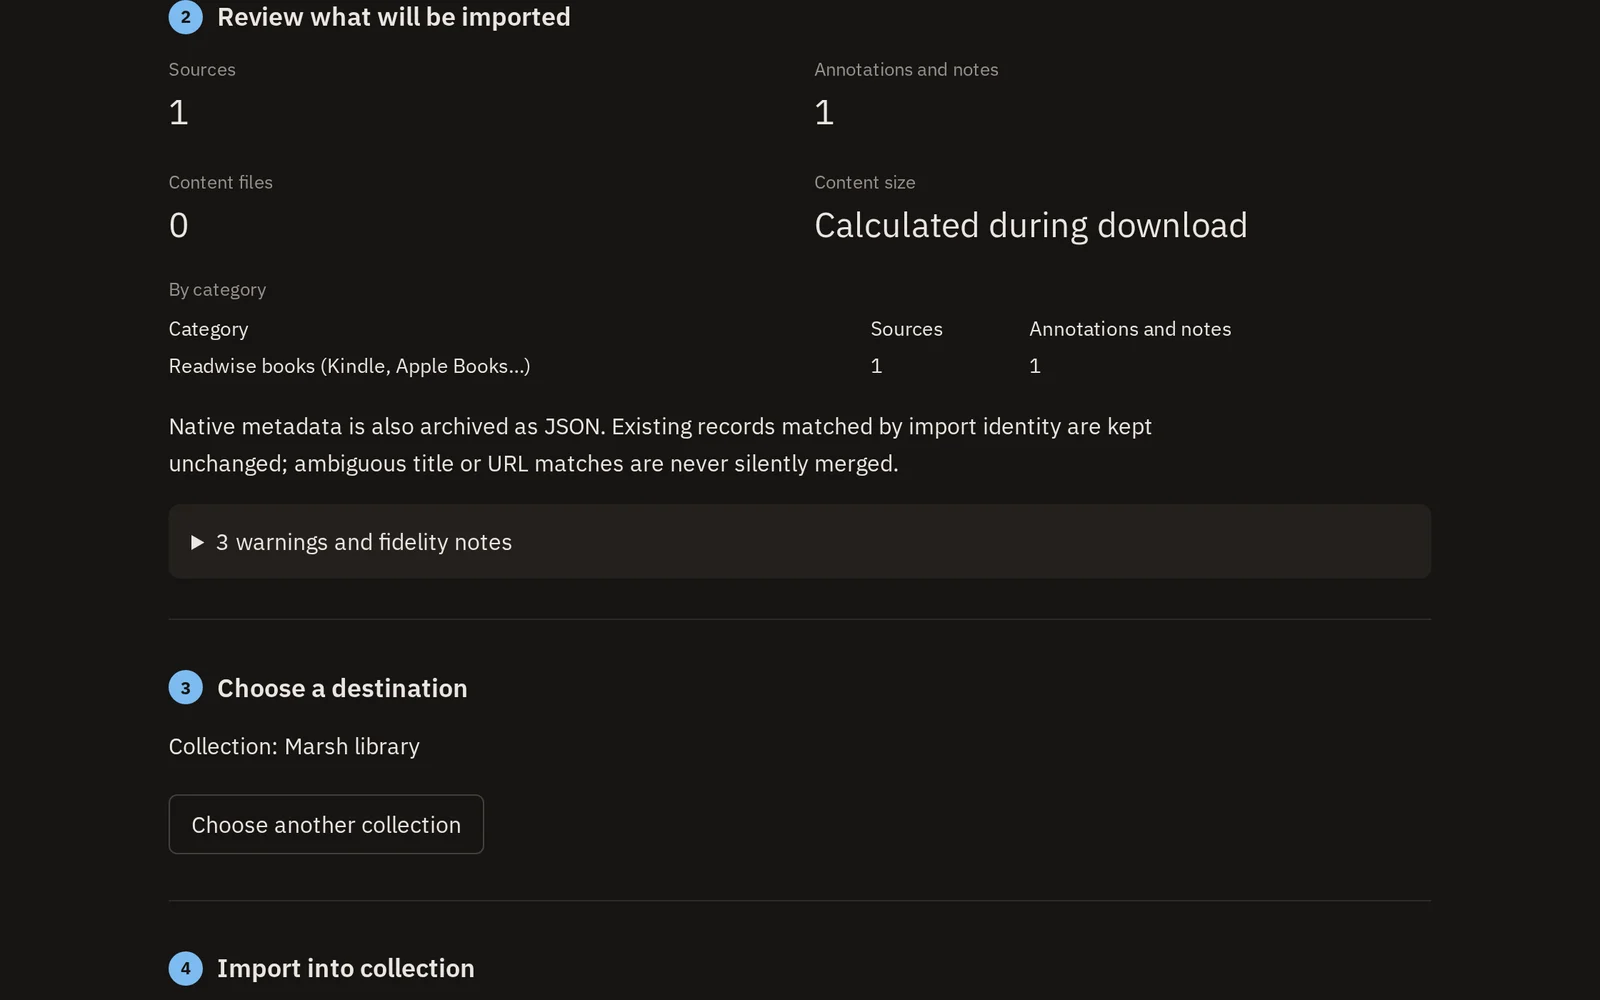 2 Review what will be imported
Sources
1
Annotations and notes
1
Content files
0
Content size
Calculated during download
By category
Category Sources Annotations and notes
Readwise books (Kindle, Apple Books...) 1 1
Native metadata is also archived as JSON. Existing records matched by import identity are kept
unchanged; ambiguous title or URL matches are never silently merged.
3 warnings and fidelity notes
3 Choose a destination
Collection: Marsh library
Choose another collection
4 Import into collection